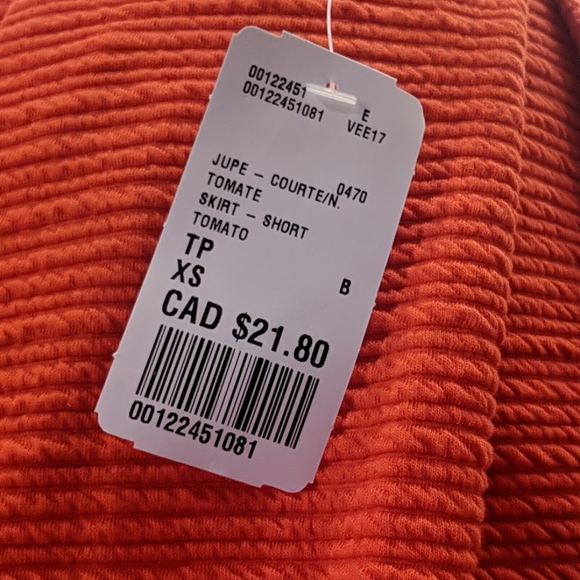 00122451
00122451081 E
VEE17
JUPE - COURTE/N. 0470
TOMATE
SKIRT - SHORT
TOMATO
TP
XS B
CAD $21.80
00122451081